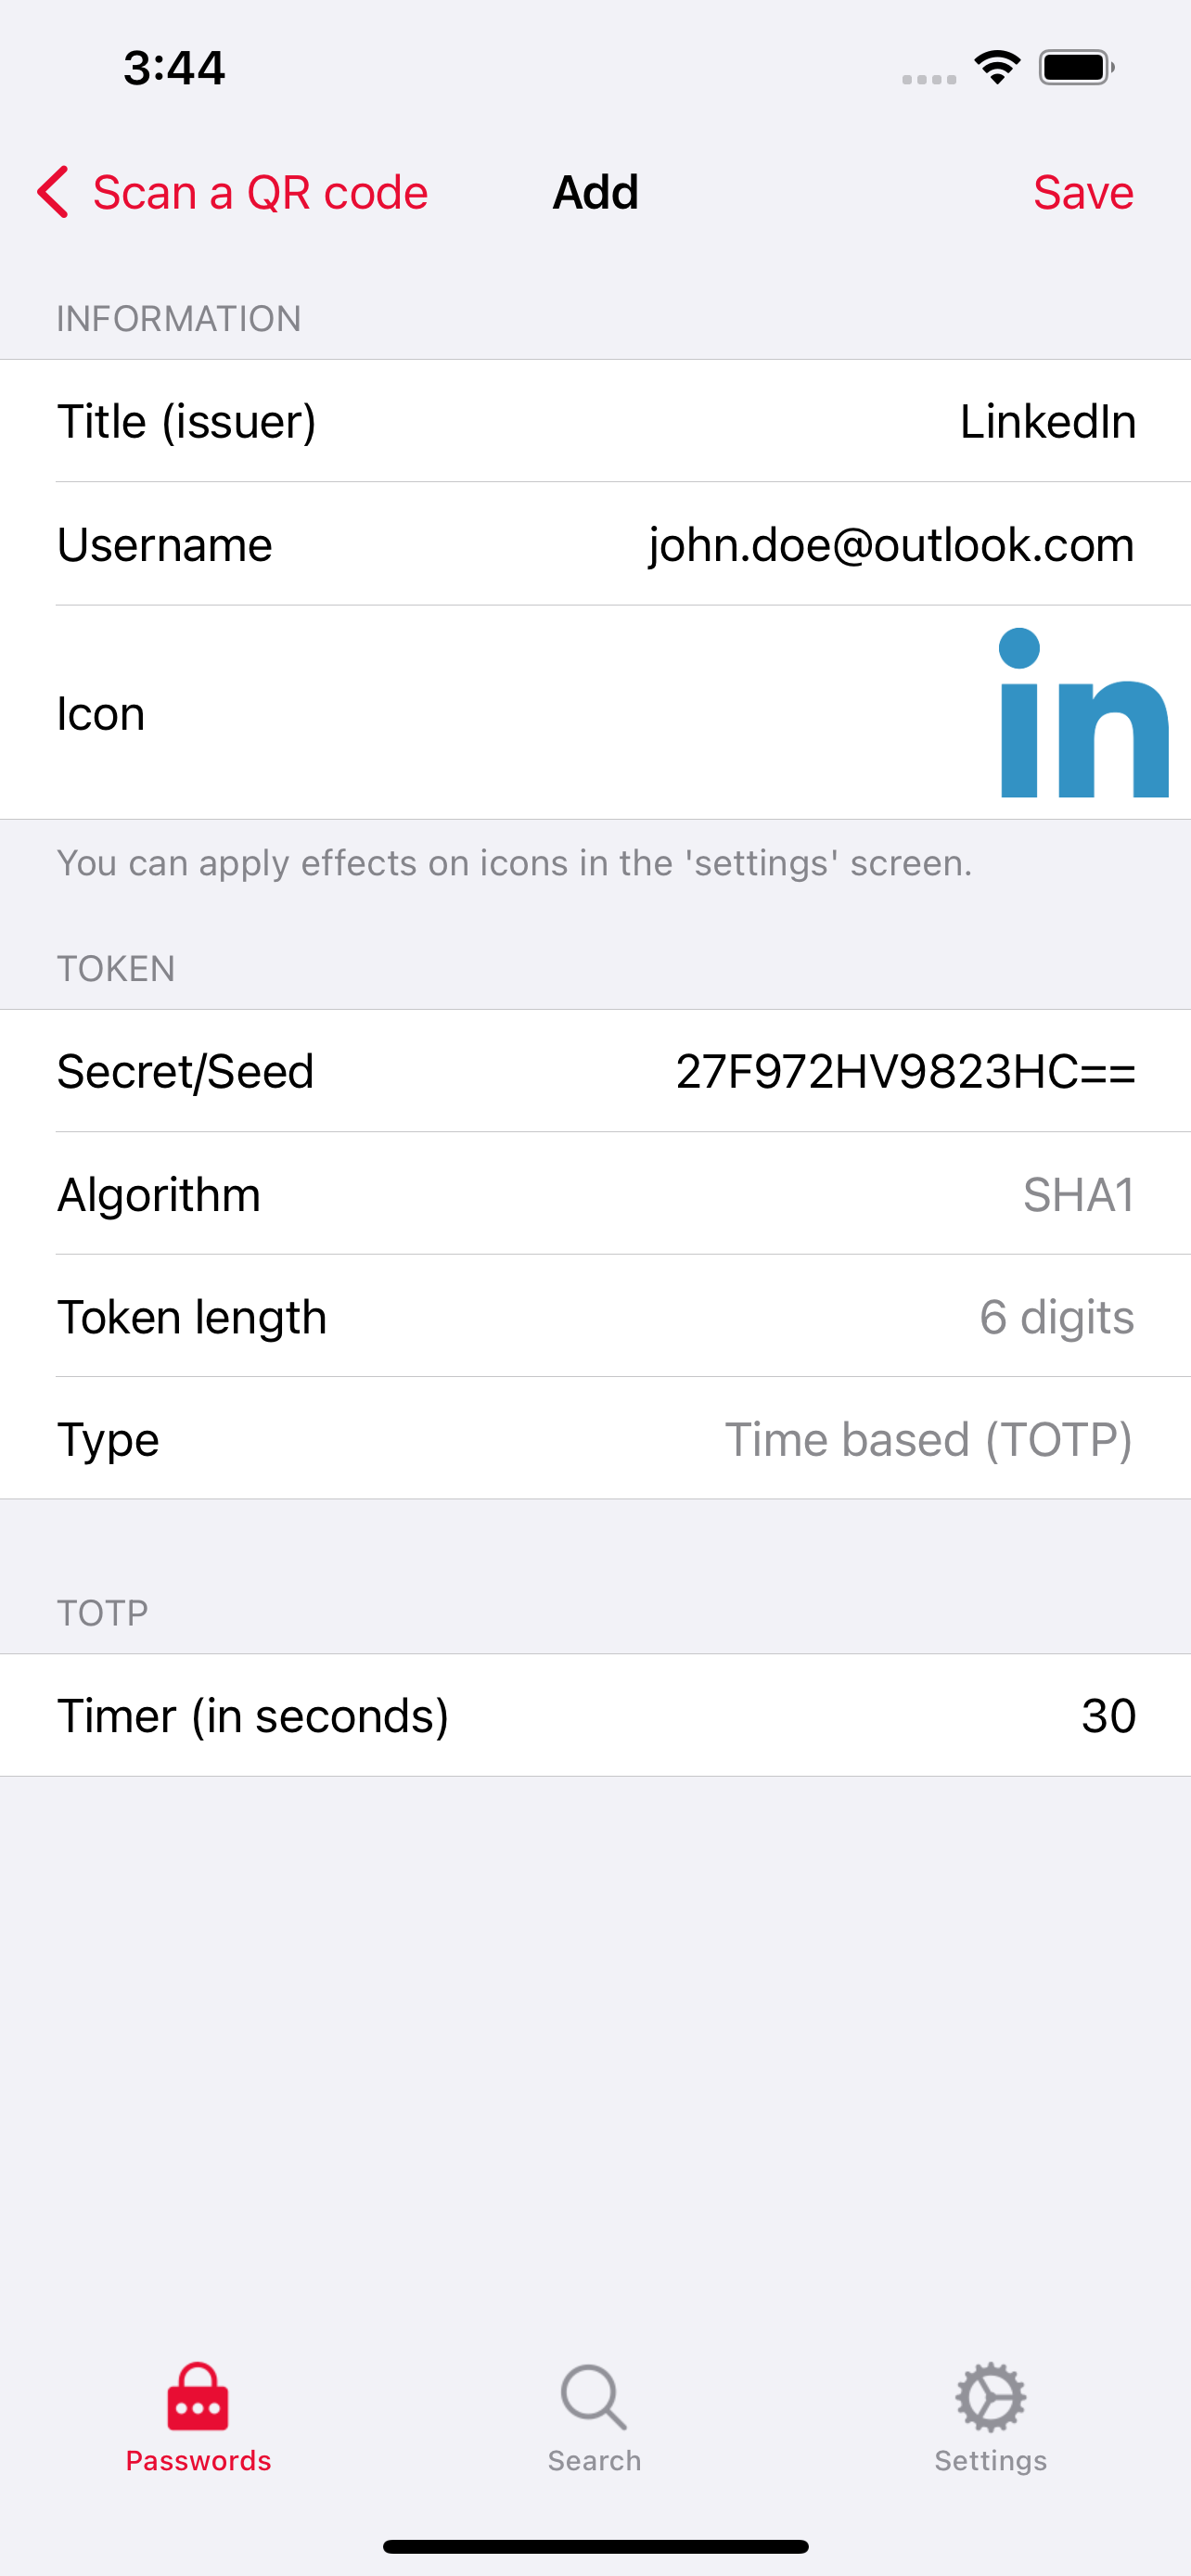 3:44
Scan a QR code Add Save
INFORMATION
Title (issuer) LinkedIn
Username john.doe@outlook.com
Icon in
You can apply effects on icons in the 'settings' screen.
TOKEN
Secret/Seed 27F972HV9823HC==
Algorithm SHA1
Token length 6 digits
Type Time based (TOTP)
TOTP
Timer (in seconds) 30
Passwords Search Settings